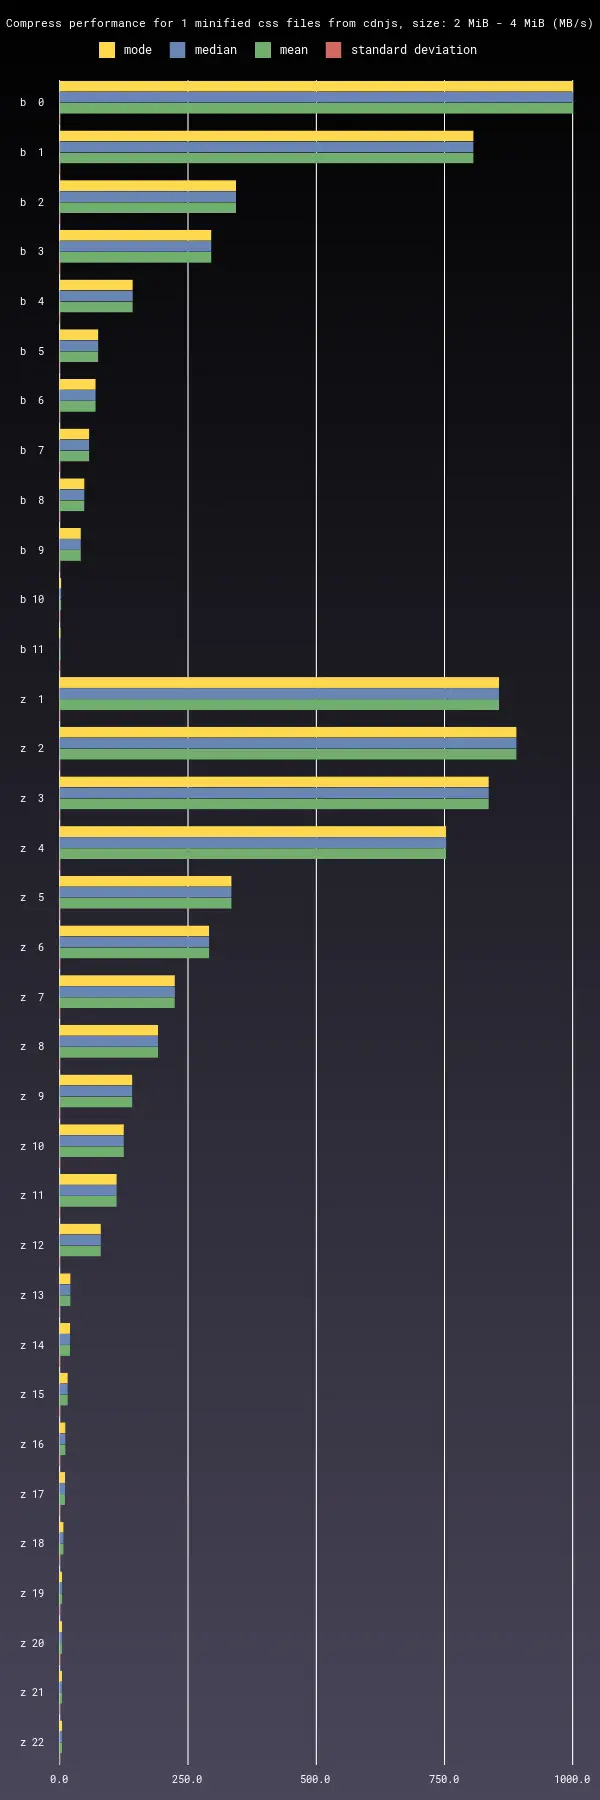 Compress performance for 1 minified css files from cdnjs, size: 2 MiB - 4 MiB (MB/s)
mode median mean standard deviation
b 0
b 1
b 2
b 3
b 4
b 5
b 6
b 7
b 8
b 9
b 10
b 11
z 1
z 2
z 3
z 4
z 5
z 6
z 7
z 8
z 9
z 10
z 11
z 12
z 13
z 14
z 15
z 16
z 17
z 18
z 19
z 20
z 21
z 22
0.0 250.0 500.0 750.0 1000.0